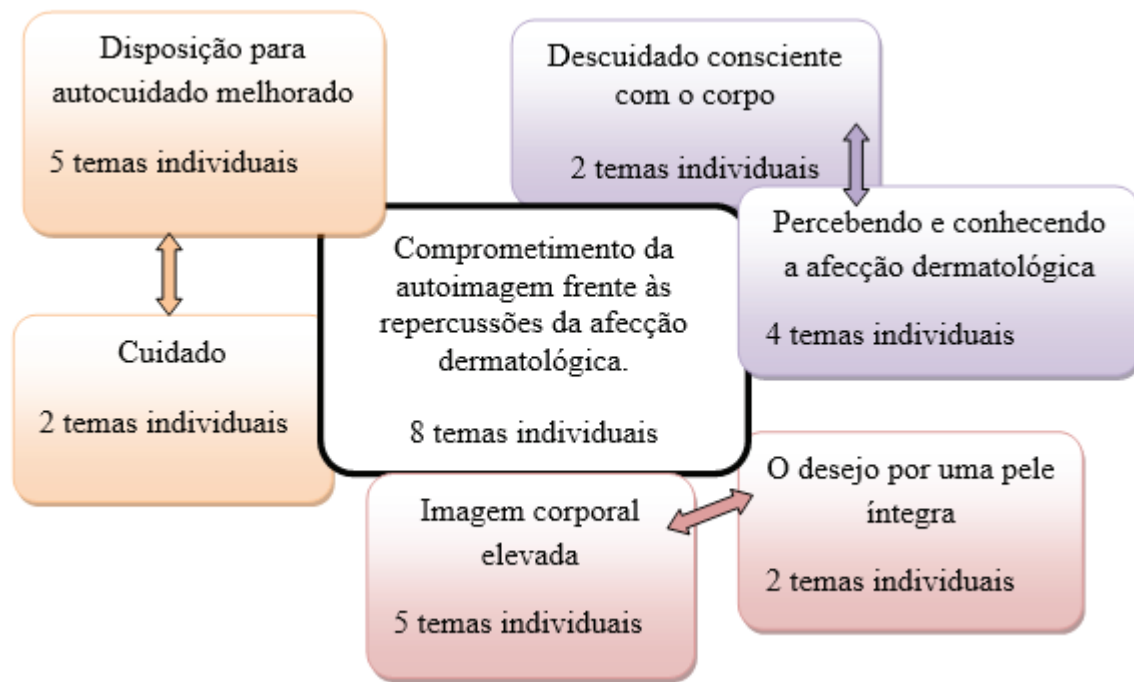 Disposição para
autocuidado melhorado
5 temas individuais
Descuidado consciente
com o corpo
2 temas individuais
Comprometimento da
autoimagem frente às
repercussões da afecção
dermatológica.
8 temas individuais
Percebendo e conhecendo
a afecção dermatológica
4 temas individuais
Cuidado
2 temas individuais
Imagem corporal
elevada
5 temas individuais
O desejo por uma pele
íntegra
2 temas individuais